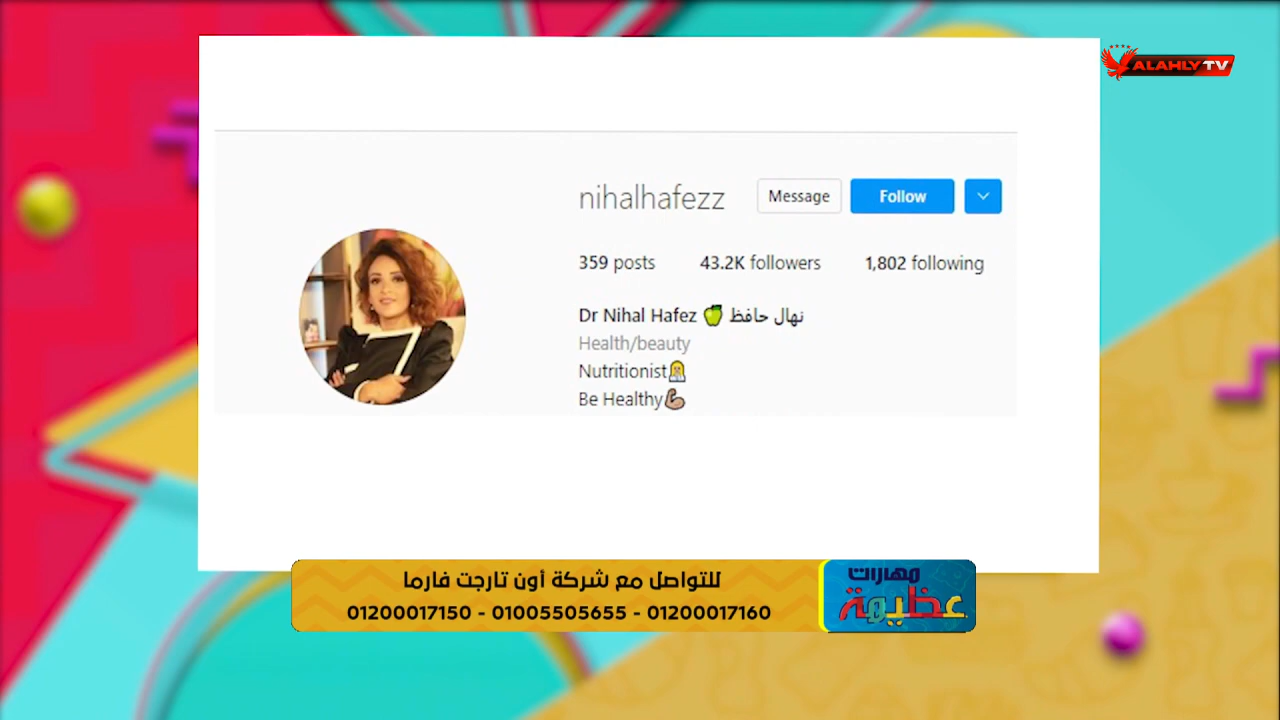 ALAHLY TV
nihalhafezz
Message
Follow
359 posts
43.2K followers
1,802 following
Dr Nihal Hafez 🍏 نهال حافظ
Health/beauty
Nutritionist
Be Healthy💪🏽
للتواصل مع شركة أون تارجت فارما
01200017150 - 01005505655 - 01200017160
مهارات
عظيمة